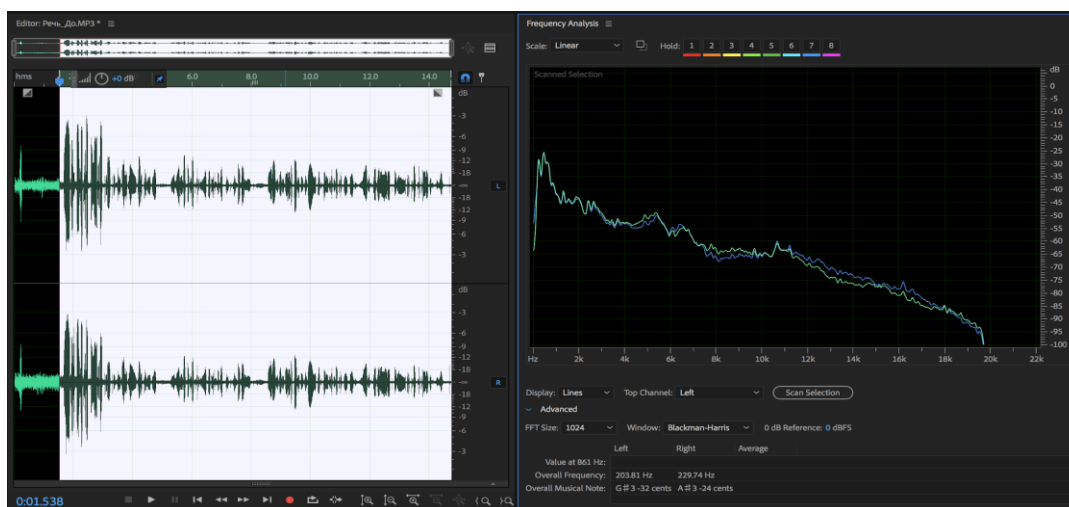 Editor: Речь_До.MP3 *
hms
+0 dB
6.0 8.0 10.0 12.0 14.0
dB
-3
-6
-9
-12
-18
-∞
-18
-12
-9
-6
-3
L
dB
-3
-6
-9
-12
-18
-∞
-18
-12
-9
-6
-3
R
0:01.538
Frequency Analysis
Scale: Linear Hold: 1 2 3 4 5 6 7 8
Scanned Selection
dB
0
-5
-10
-15
-20
-25
-30
-35
-40
-45
-50
-55
-60
-65
-70
-75
-80
-85
-90
-95
-100
Hz 2k 4k 6k 8k 10k 12k 14k 16k 18k 20k 22k
Display: Lines Top Channel: Left Scan Selection
Advanced
FFT Size: 1024 Window: Blackman-Harris 0 dB Reference: 0 dBFS
Left Right Average
Value at 861 Hz:
Overall Frequency: 203.81 Hz 229.74 Hz
Overall Musical Note: G♯3 -32 cents A♯3 -24 cents